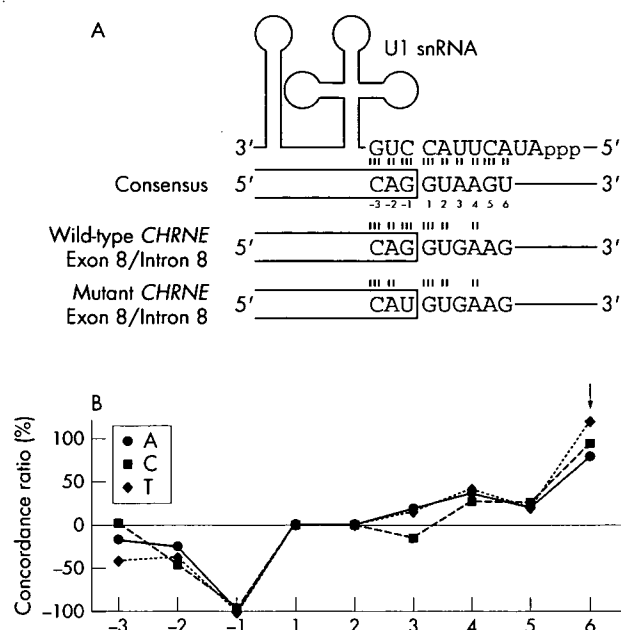 A
U1 snRNA
3′ GUC CAUUCAUAppp 5′
Consensus 5′ CAG GUAAGU 3′
-3 -2 -1 1 2 3 4 5 6
Wild-type CHRNE
Exon 8/Intron 8 5′ CAG GUGAAG 3′
Mutant CHRNE
Exon 8/Intron 8 5′ CAU GUGAAG 3′
B
Concordance ratio (%)
A
C
T
100
50
0
-50
-100
-3 -2 -1 1 2 3 4 5 6